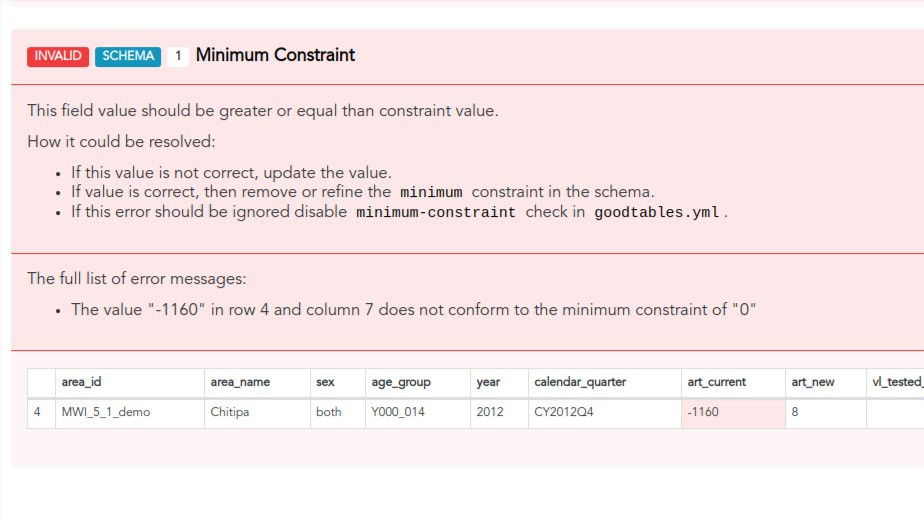 INVALID SCHEMA 1 Minimum Constraint
This field value should be greater or equal than constraint value.
How it could be resolved:
• If this value is not correct, update the value.
• If value is correct, then remove or refine the minimum constraint in the schema.
• If this error should be ignored disable minimum-constraint check in goodtables.yml .
The full list of error messages:
• The value "-1160" in row 4 and column 7 does not conform to the minimum constraint of "0"
area_id area_name sex age_group year calendar_quarter art_current art_new vl_tested_
4 MWI_5_1_demo Chitipa both Y000_014 2012 CY2012Q4 -1160 8